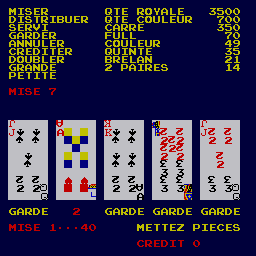 MISER QTE ROYALE 3500
DISTRIBUER QTE COULEUR 700
SERVI CARRE 350
GARDER FULL 70
ANNULER COULEUR 49
CREDITER QUINTE 35
DOUBLER BRELAN 21
GRANDE 2 PAIRES 14
PETITE
MISE 7
GARDE 2 GARDE GARDE GARDE
MISE 1...40 METTEZ PIECES
CREDIT 0